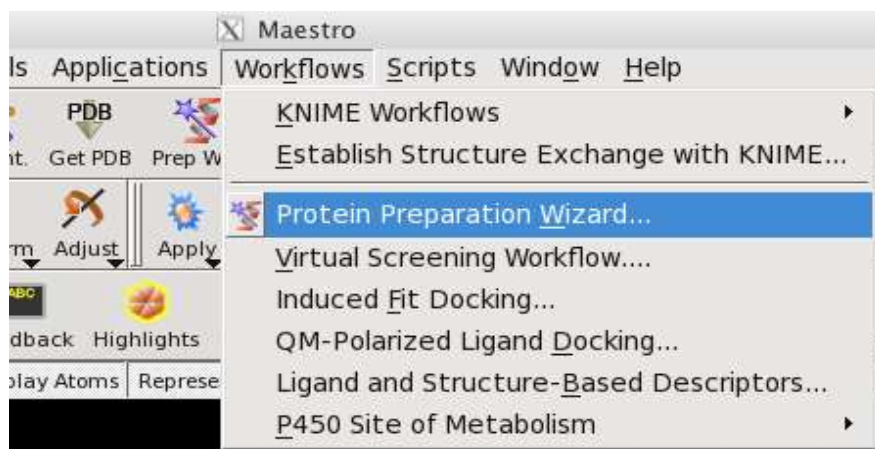 Maestro
ls Applications Workflows Scripts Window Help
PDB
nt. Get PDB Prep W
KNIME Workflows
Establish Structure Exchange with KNIME...
Protein Preparation Wizard...
rm Adjust Apply
Virtual Screening Workflow....
ABC
Induced Fit Docking...
dback Highlights
QM-Polarized Ligand Docking...
play Atoms Represe
Ligand and Structure-Based Descriptors...
P450 Site of Metabolism